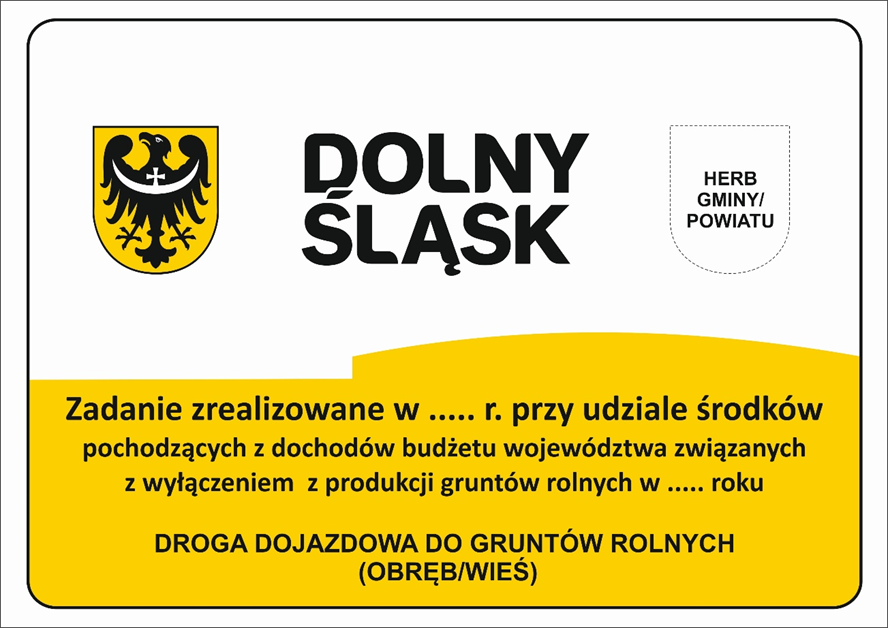 DOLNY
ŚLĄSK
HERB
GMINY/
POWIATU
Zadanie zrealizowane w ..... r. przy udziale środków
pochodzących z dochodów budżetu województwa związanych
z wyłączeniem  z produkcji gruntów rolnych w ..... roku
DROGA DOJAZDOWA DO GRUNTÓW ROLNYCH
(OBRĘB/WIEŚ)